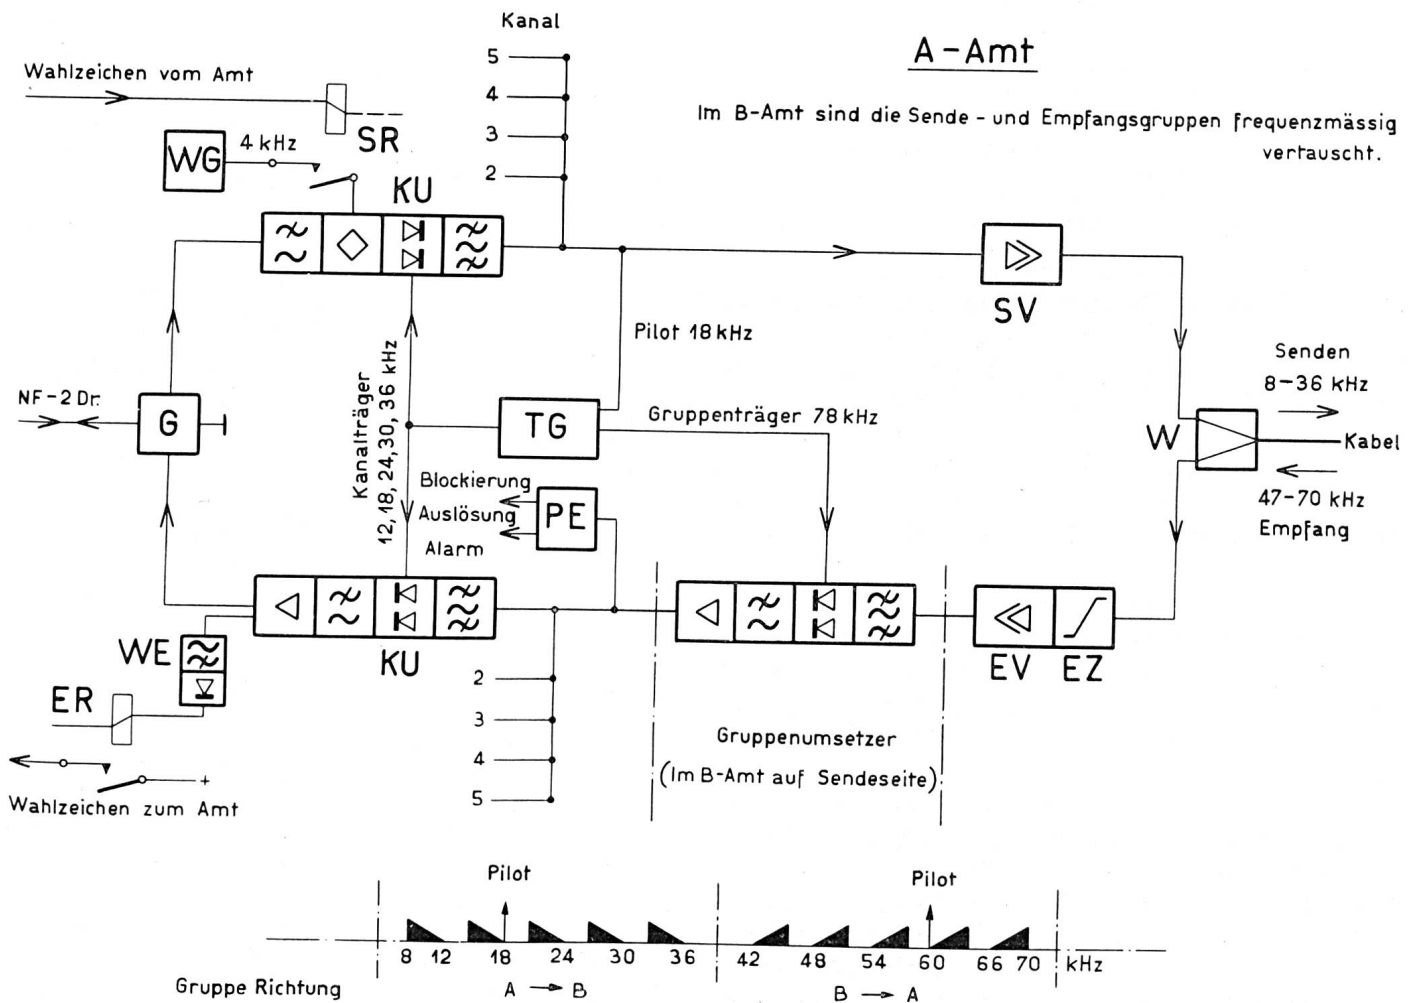 Kanal
A-Amt
5
4
3
2
Wahlzeichen vom Amt
SR
WG
4 kHz
KU
Im B-Amt sind die Sende- und Empfangsgruppen frequenzmässig
vertauscht.
SV
Pilot 18 kHz
Senden
8-36 kHz
NF-2 Dr.
G
Kanalträger
12,18,24,30,36 kHz
TG
Gruppenträger 78 kHz
W
Kabel
47-70 kHz
Empfang
Blockierung
Auslösung
Alarm
PE
KU
WE
ER
EV
EZ
2
3
4
5
Gruppenumsetzer
(Im B-Amt auf Sendeseite)
+
Wahlzeichen zum Amt
Pilot
Pilot
8 12 18 24 30 36 42 48 54 60 66 70 kHz
Gruppe Richtung A → B B → A